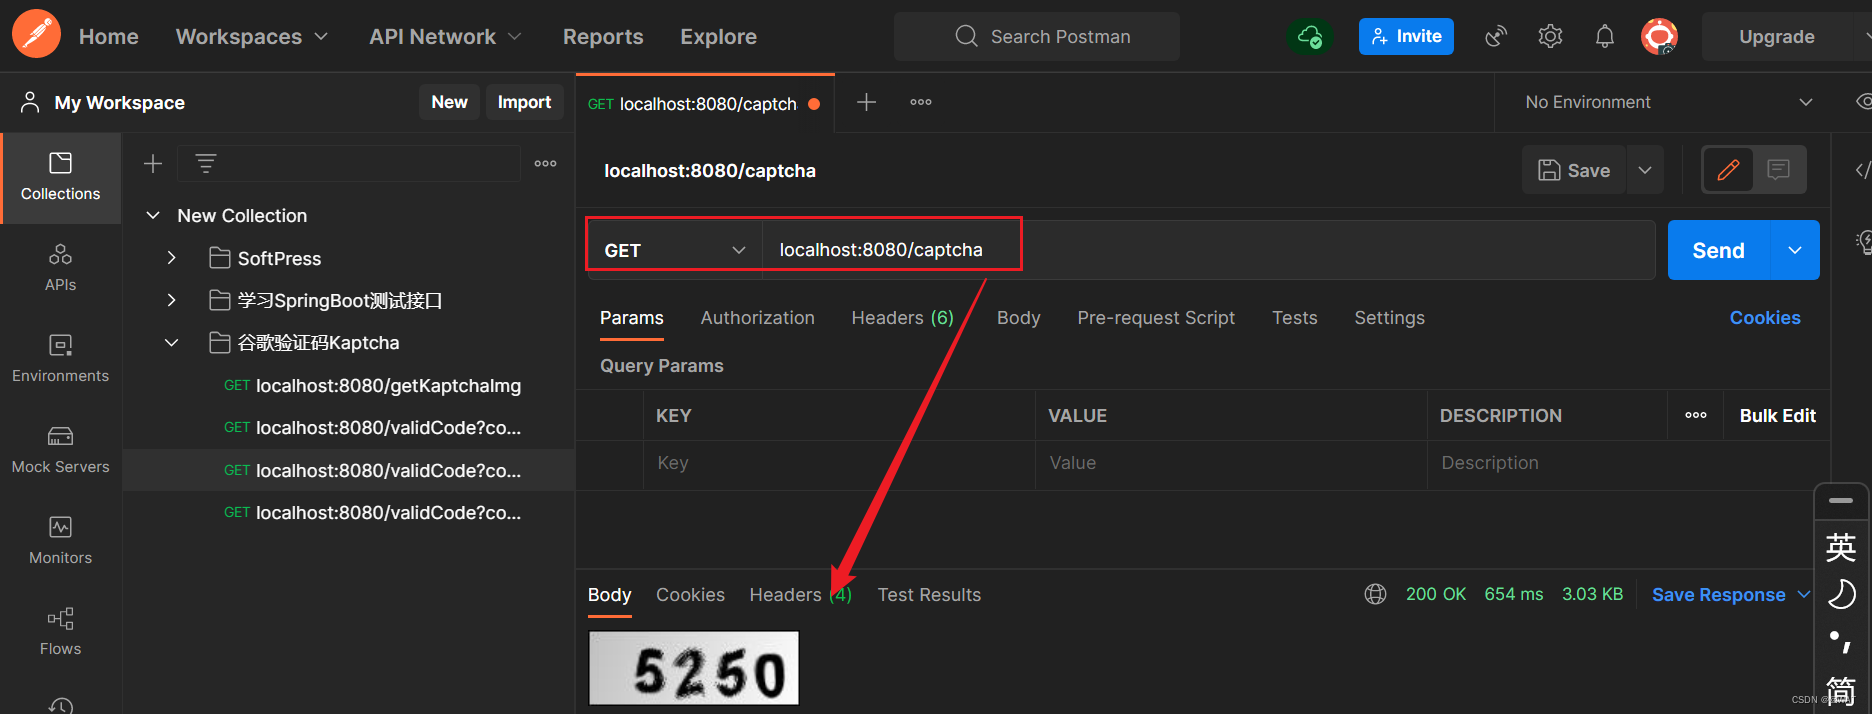 Home Workspaces API Network Reports Explore Search Postman Invite Upgrade
My Workspace New Import GET localhost:8080/captch No Environment
Collections
APIs
Environments
Mock Servers
Monitors
Flows
New Collection
SoftPress
学习SpringBoot测试接口
谷歌验证码Kaptcha
GET localhost:8080/getKaptchaImg
GET localhost:8080/validCode?co...
GET localhost:8080/validCode?co...
GET localhost:8080/validCode?co...
localhost:8080/captcha Save
GET localhost:8080/captcha Send
Params Authorization Headers (6) Body Pre-request Script Tests Settings Cookies
Query Params
KEY VALUE DESCRIPTION Bulk Edit
Key Value Description
Body Cookies Headers (4) Test Results 200 OK 654 ms 3.03 KB Save Response
5250
英
简